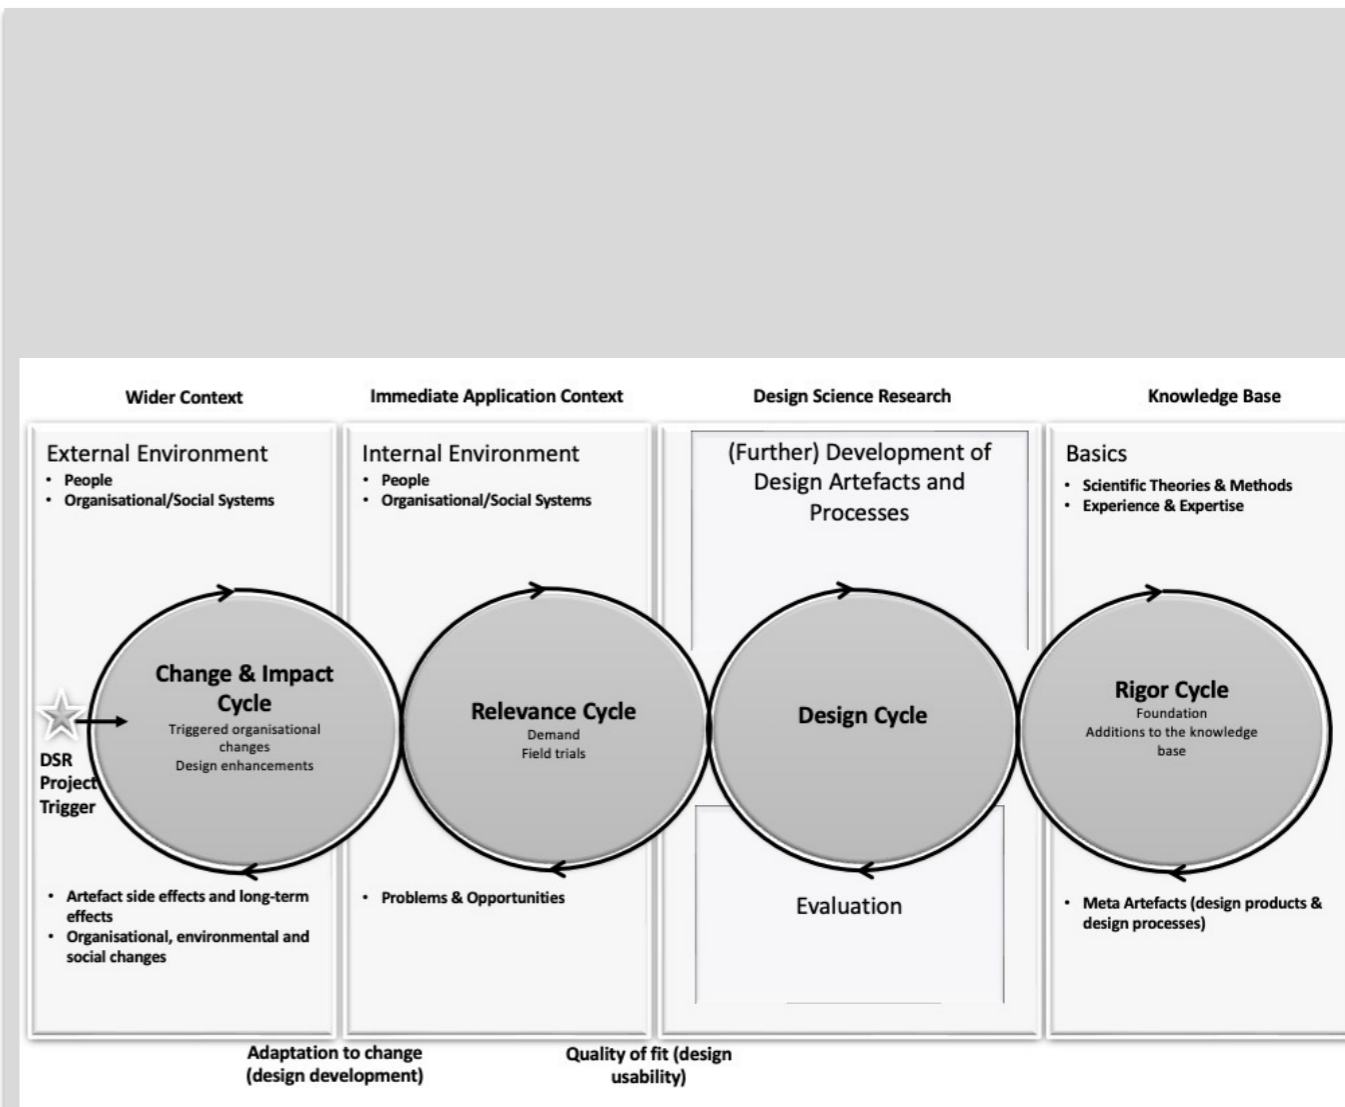 Wider Context
Immediate Application Context
Design Science Research
Knowledge Base
External Environment
• People
• Organisational/Social Systems
Internal Environment
• People
• Organisational/Social Systems
(Further) Development of
Design Artefacts and
Processes
Basics
• Scientific Theories & Methods
• Experience & Expertise
DSR
Project
Trigger
Change & Impact
Cycle
Triggered organisational
changes
Design enhancements
Relevance Cycle
Demand
Field trials
Design Cycle
Rigor Cycle
Foundation
Additions to the knowledge
base
• Artefact side effects and long-term
effects
• Organisational, environmental and
social changes
• Problems & Opportunities
Evaluation
• Meta Artefacts (design products &
design processes)
Adaptation to change
(design development)
Quality of fit (design
usability)